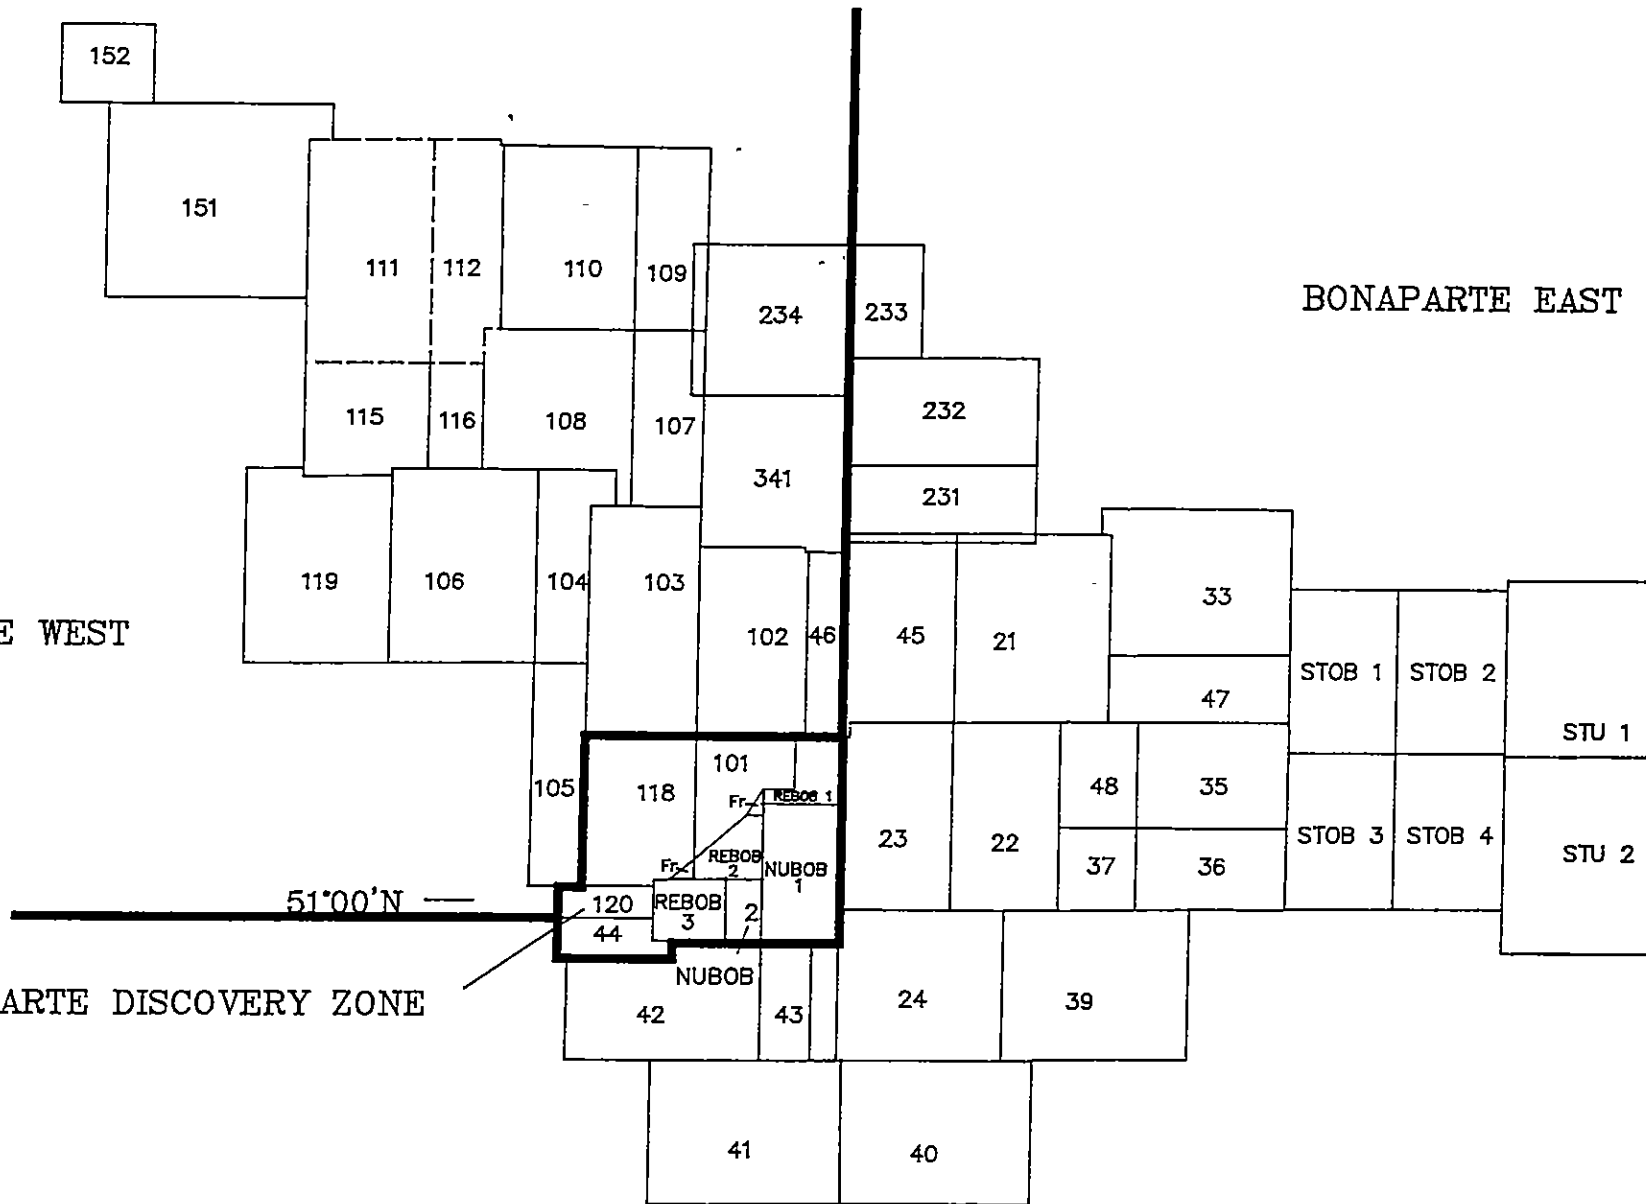 152
151
111 112 110 109
234 233
BONAPARTE EAST
115 116 108 107
232
341
231
119 106 104 103
33
E WEST
102 46 45 21
STOB 1 STOB 2
47
STU 1
101
105 118
48 35
Fr
REBOB 1
23 22
STOB 3 STOB 4
Fr
REBOB 2
NUBOB 1
37 36
STU 2
51°00'N
120
REBOB 3
2
44
NUBOB
ARTE DISCOVERY ZONE
42 43 24 39
41 40